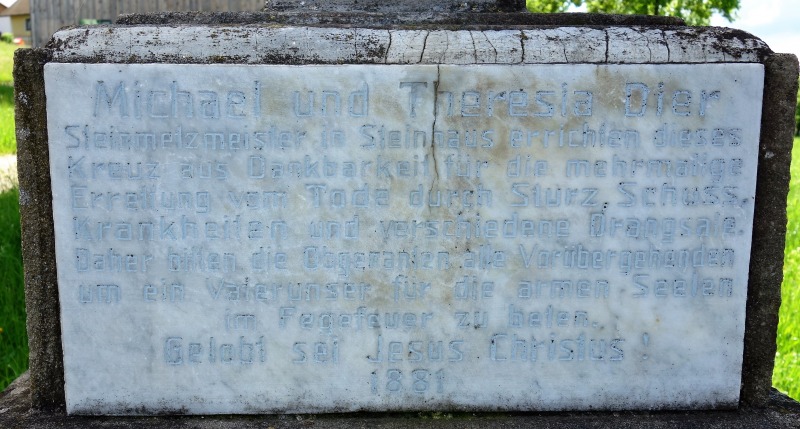 Michael und Theresia Dier
Steinmetzmeister in Steinhaus errichten dieses
Kreuz aus Dankbarkeit für die mehrmalige
Errettung vom Tode durch Sturz, Schuss,
Krankheiten und verschiedene Drangsale.
Daher bitten die Obgenanten alle Vorübergehenden
um ein Vaterunser für die armen Seelen
im Fegefeuer zu beten.
Gelobt sei Jesus Christus!
1881